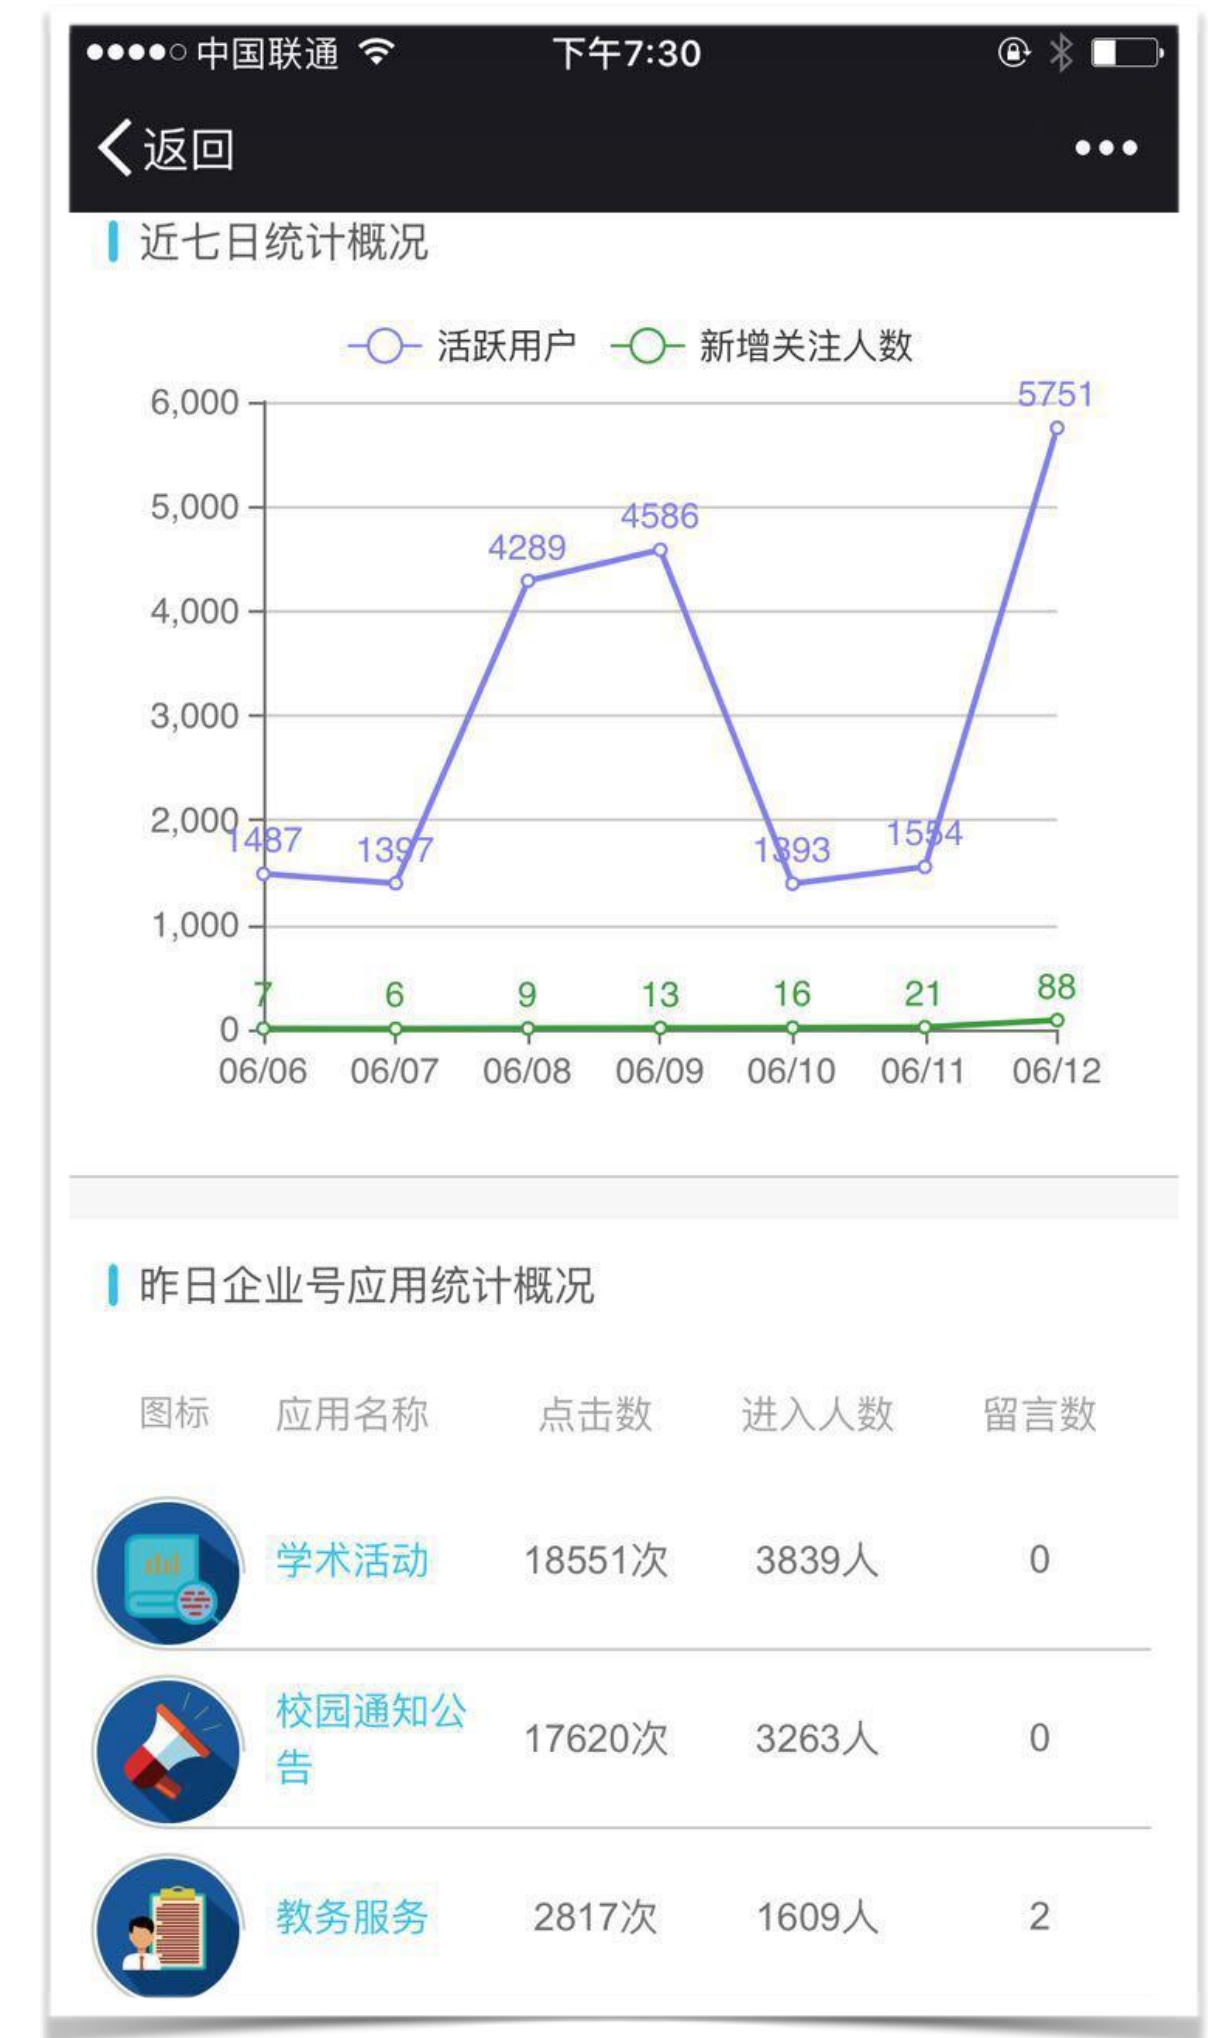 中国联通 下午7:30
返回
近七日统计概况
活跃用户 新增关注人数
6,000
5,000
4,000
3,000
2,000
1,000
0
5751
4586
4289
1487
1397
1393
1554
7 6 9 13 16 21 88
06/06 06/07 06/08 06/09 06/10 06/11 06/12
昨日企业号应用统计概况
图标 应用名称 点击数 进入人数 留言数
学术活动 18551次 3839人 0
校园通知公
告
17620次 3263人 0
教务服务 2817次 1609人 2